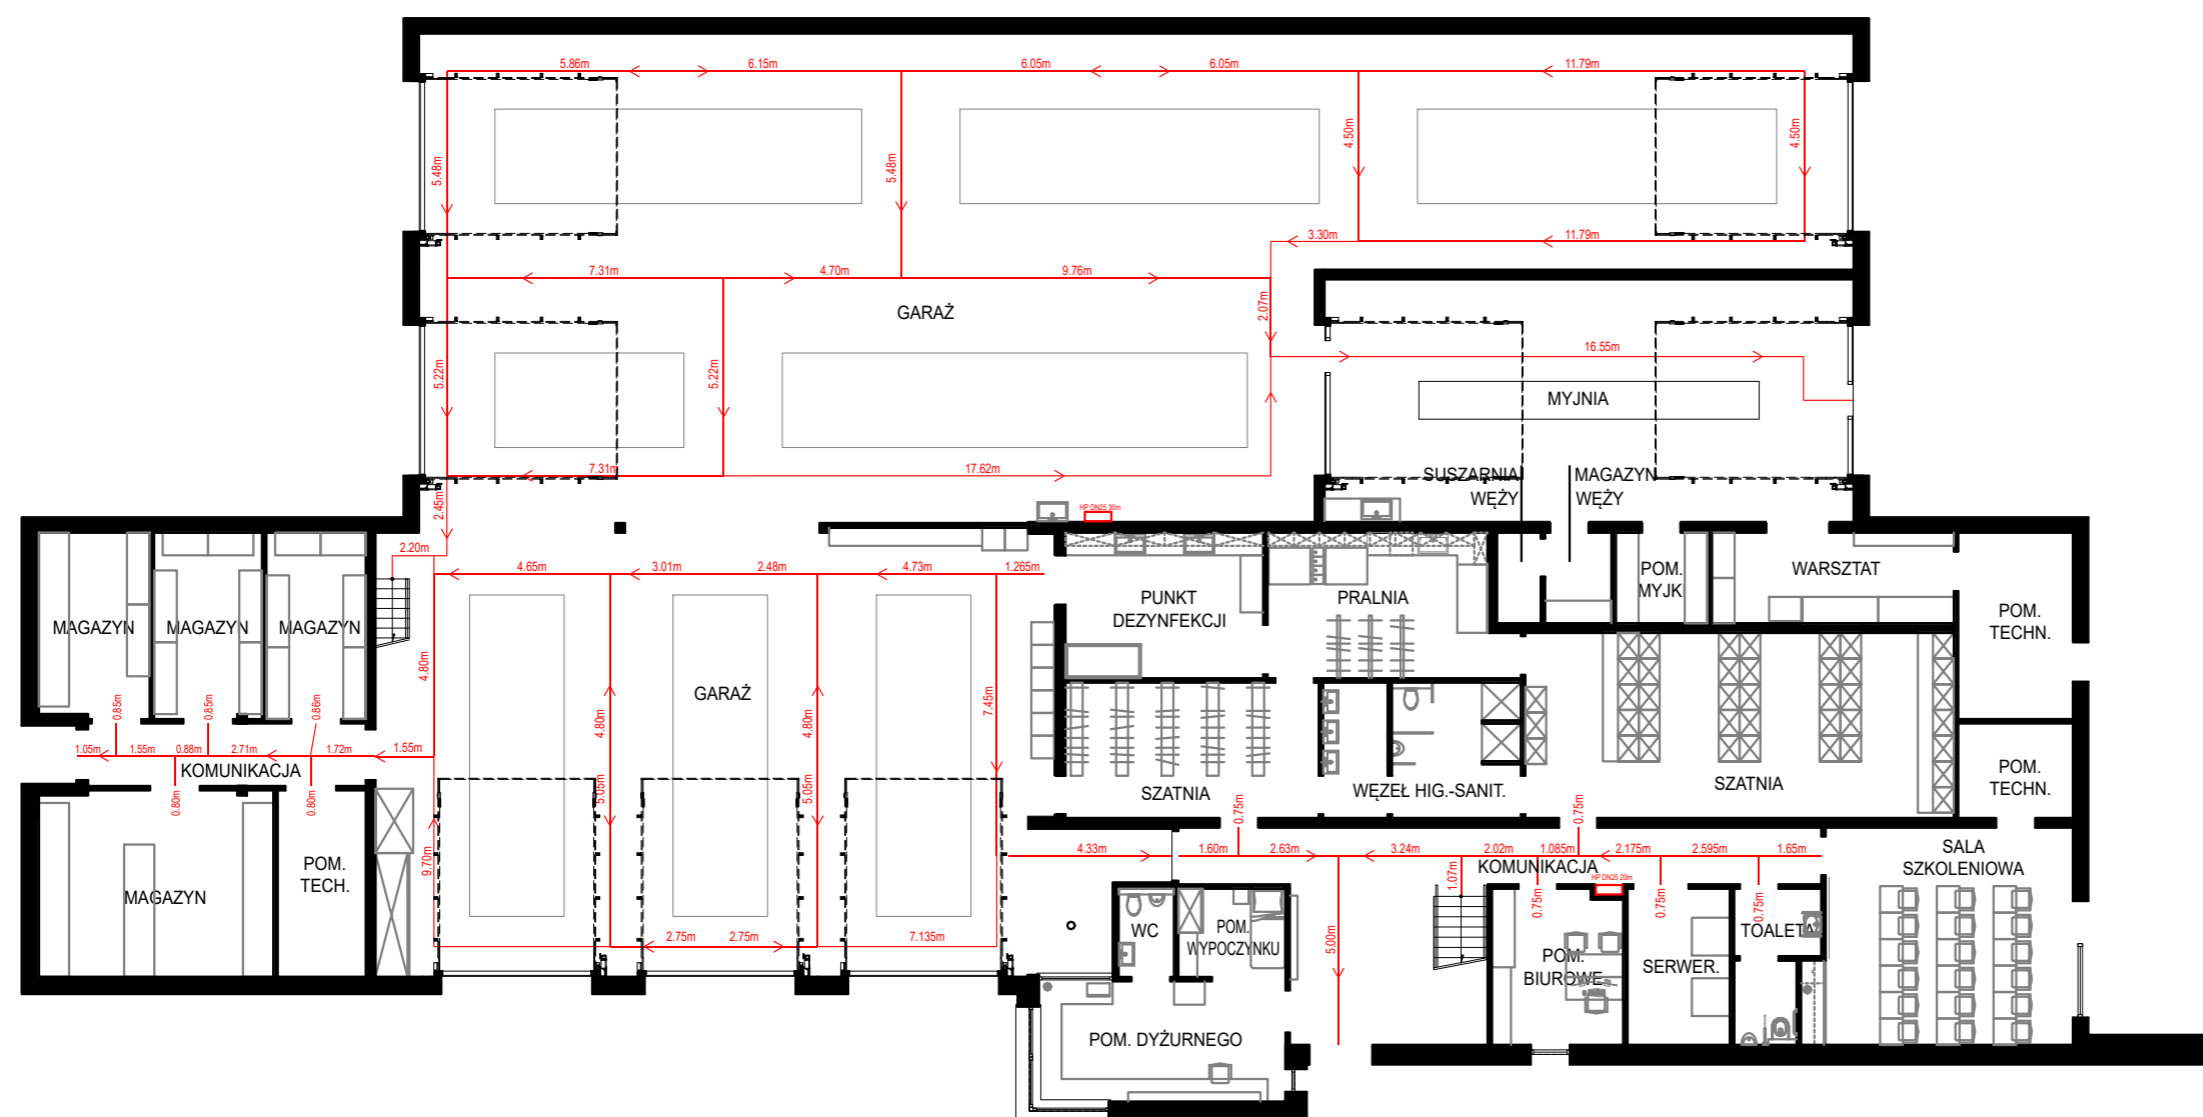 5.86m 6.15m 6.05m 6.05m 11.79m
5.48m 5.48m 4.50m 4.50m
3.30m 11.79m
7.31m 4.70m 9.76m
2.07m
GARAŻ
16.55m
5.22m 5.22m
MYJNIA
7.31m 17.62m
SUSZARNIA
WĘŻY
MAGAZYN
WĘŻY
2.45m
HP DN25 30m
2.20m
4.65m 3.01m 2.48m 4.73m 1.265m
PUNKT
DEZYNFEKCJI
PRALNIA
POM.
MYJK
WARSZTAT
POM.
TECHN.
MAGAZYN MAGAZYN MAGAZYN
4.80m
GARAŻ
0.85m 0.85m 0.86m
4.80m 4.80m 7.45m
1.05m 1.55m 0.88m 2.71m 1.72m 1.55m
KOMUNIKACJA
0.80m 0.80m
5.05m 5.05m
SZATNIA
WĘZEŁ HIG.-SANIT.
SZATNIA
POM.
TECHN.
9.70m
0.75m 0.75m
4.33m 1.60m 2.63m 3.24m 2.02m 1.085m 2.175m 2.595m 1.65m
KOMUNIKACJA
SALA
SZKOLENIOWA
MAGAZYN
POM.
TECH.
1.07m
HP DN25 20m
0.75m 0.75m 0.75m
2.75m 2.75m 7.135m
WC
POM.
WYPOCZYNKU
5.00m
POM.
BIUROWE
SERWER.
TOALETA
POM. DYŻURNEGO